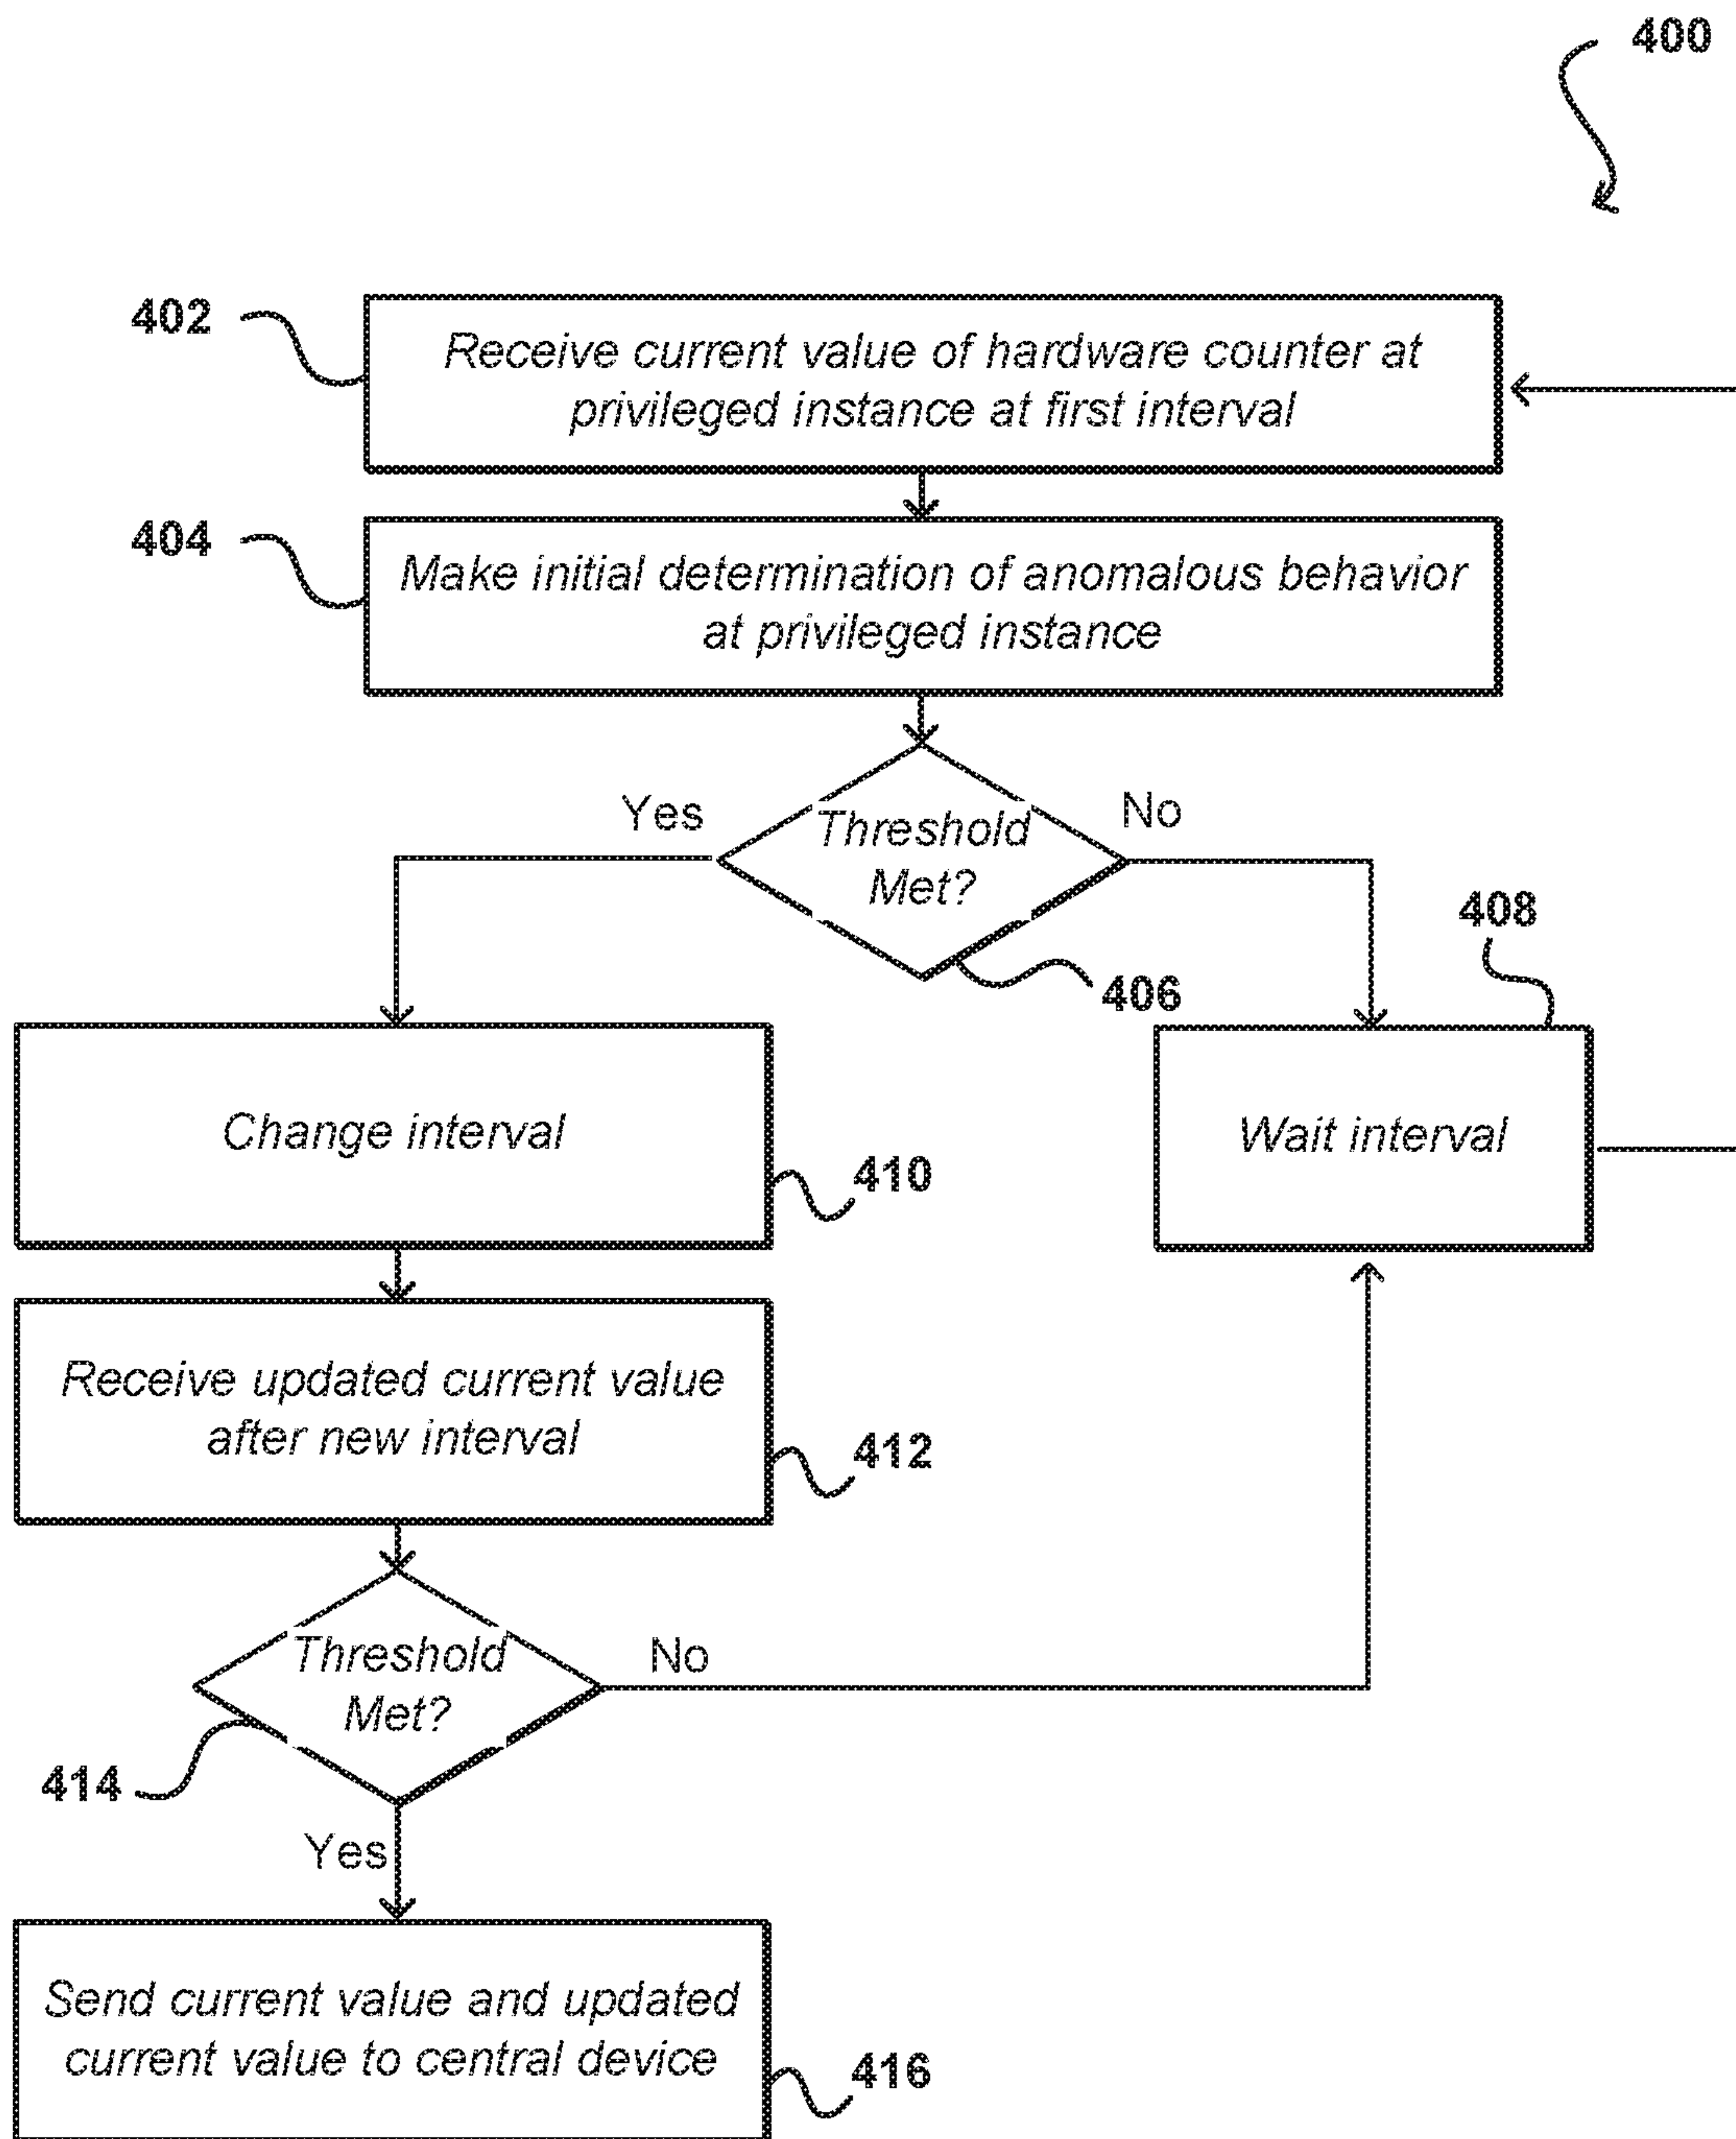 400
402
Receive current value of hardware counter at
privileged instance at first interval
404
Make initial determination of anomalous behavior
at privileged instance
Yes
Threshold
Met?
No
406
408
Change interval
410
Wait interval
Receive updated current value
after new interval
412
Threshold
Met?
No
414
Yes
Send current value and updated
current value to central device
416